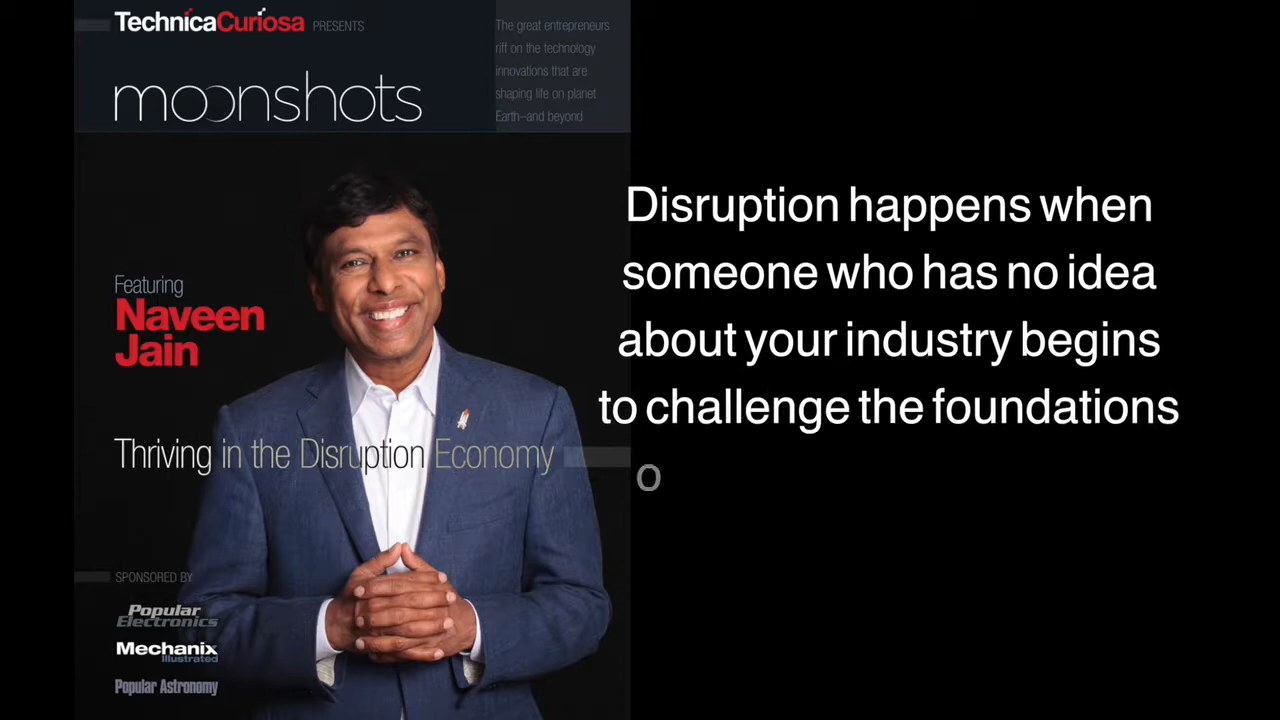 TechnicaCuriosa PRESENTS
moonshots
The great entrepreneurs
riff on the technology
innovations that are
shaping life on planet
Earth–and beyond
Featuring
Naveen
Jain
Thriving in the Disruption Economy
SPONSORED BY
Popular
Electronics
Mechanix
Illustrated
Popular Astronomy
Disruption happens when
someone who has no idea
about your industry begins
to challenge the foundations
o